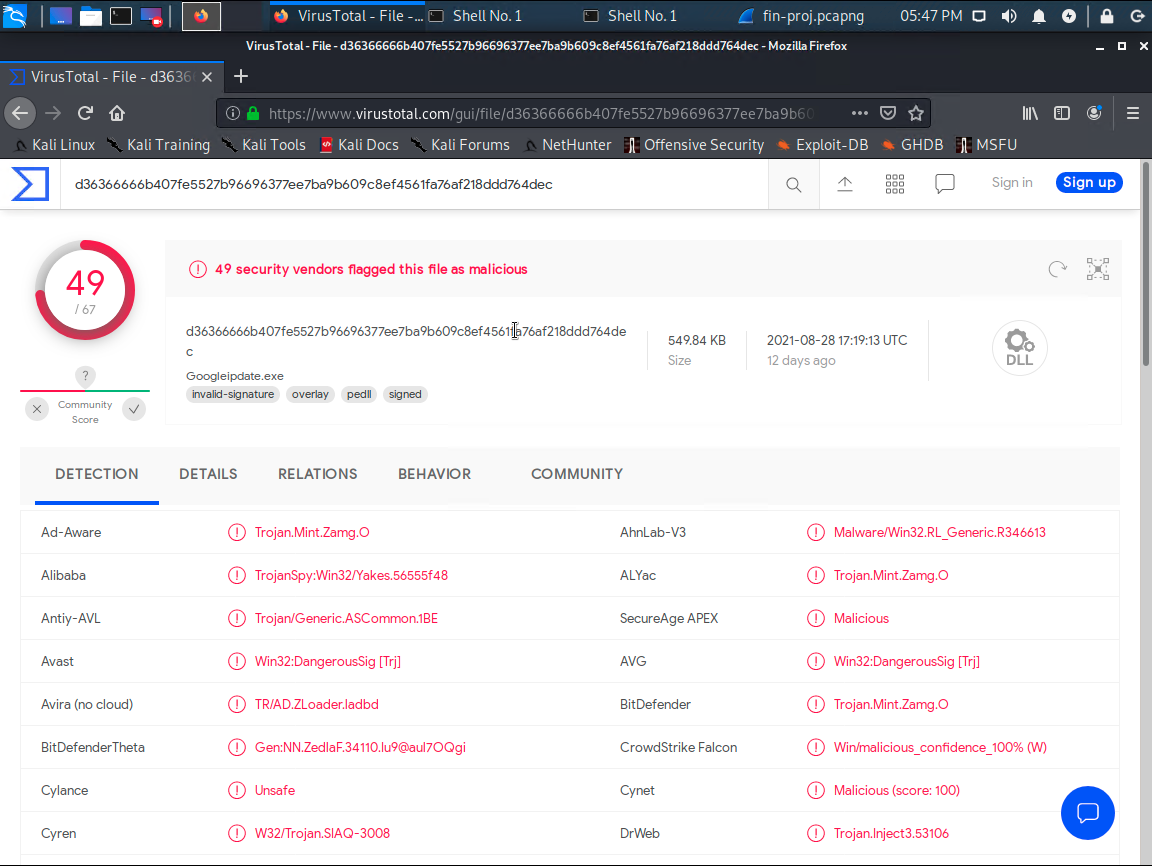 VirusTotal - File -...
Shell No. 1
Shell No. 1
fin-proj.pcapng
05:47 PM
VirusTotal - File - d36366666b407fe5527b96696377ee7ba9b609c8ef4561fa76af218ddd764dec - Mozilla Firefox
VirusTotal - File - d3636
https://www.virustotal.com/gui/file/d36366666b407fe5527b96696377ee7ba9b60
Kali Linux
Kali Training
Kali Tools
Kali Docs
Kali Forums
NetHunter
Offensive Security
Exploit-DB
GHDB
MSFU
d36366666b407fe5527b96696377ee7ba9b609c8ef4561fa76af218ddd764dec
Sign in
Sign up
49
/ 67
?
Community
Score
49 security vendors flagged this file as malicious
d36366666b407fe5527b96696377ee7ba9b609c8ef4561fa76af218ddd764de
c
Googleipdate.exe
invalid-signature
overlay
pedll
signed
549.84 KB
Size
2021-08-28 17:19:13 UTC
12 days ago
DLL
DETECTION
DETAILS
RELATIONS
BEHAVIOR
COMMUNITY
Ad-Aware
Trojan.Mint.Zamg.O
AhnLab-V3
Malware/Win32.RL_Generic.R346613
Alibaba
TrojanSpy:Win32/Yakes.56555f48
ALYac
Trojan.Mint.Zamg.O
Antiy-AVL
Trojan/Generic.ASCommon.1BE
SecureAge APEX
Malicious
Avast
Win32:DangerousSig [Trj]
AVG
Win32:DangerousSig [Trj]
Avira (no cloud)
TR/AD.ZLoader.ladbd
BitDefender
Trojan.Mint.Zamg.O
BitDefenderTheta
Gen:NN.ZedlaF.34110.Iu9@aul7OQgi
CrowdStrike Falcon
Win/malicious_confidence_100% (W)
Cylance
Unsafe
Cynet
Malicious (score: 100)
Cyren
W32/Trojan.SIAQ-3008
DrWeb
Trojan.Inject3.53106